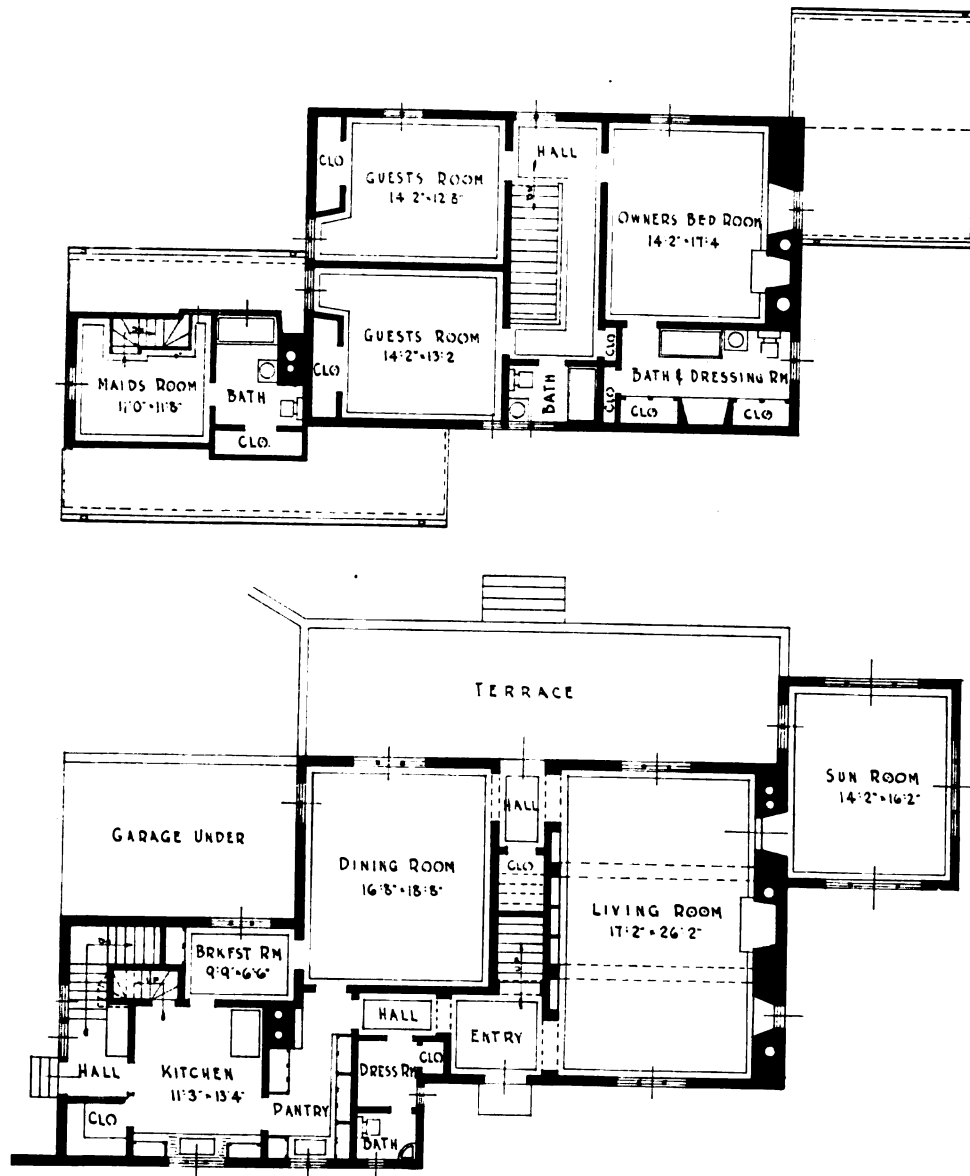 CLO
GUESTS ROOM
14'2"×12'8"
HALL
DN
OWNERS BED ROOM
14'2"×17'4
GUESTS ROOM
14'2"×13'2
CLO
MAIDS ROOM
11'0"×11'8"
BATH
CLO.
BATH
CLO
CLO
BATH & DRESSING RM
CLO
CLO
TERRACE
SUN ROOM
14'2"×16'2"
GARAGE UNDER
HALL
DINING ROOM
16'8"×18'8"
CLO
LIVING ROOM
17'2"×26'2"
UP
DN
BRKFST RM
9'9"×6'6"
UP
HALL
ENTRY
HALL
KITCHEN
11'3"×13'4"
PANTRY
DRESS RM
CLO
CLO
BATH